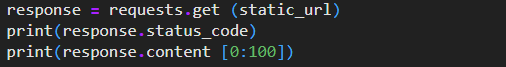 response = requests.get (static_url)
print(response.status_code)
print(response.content [0:100])